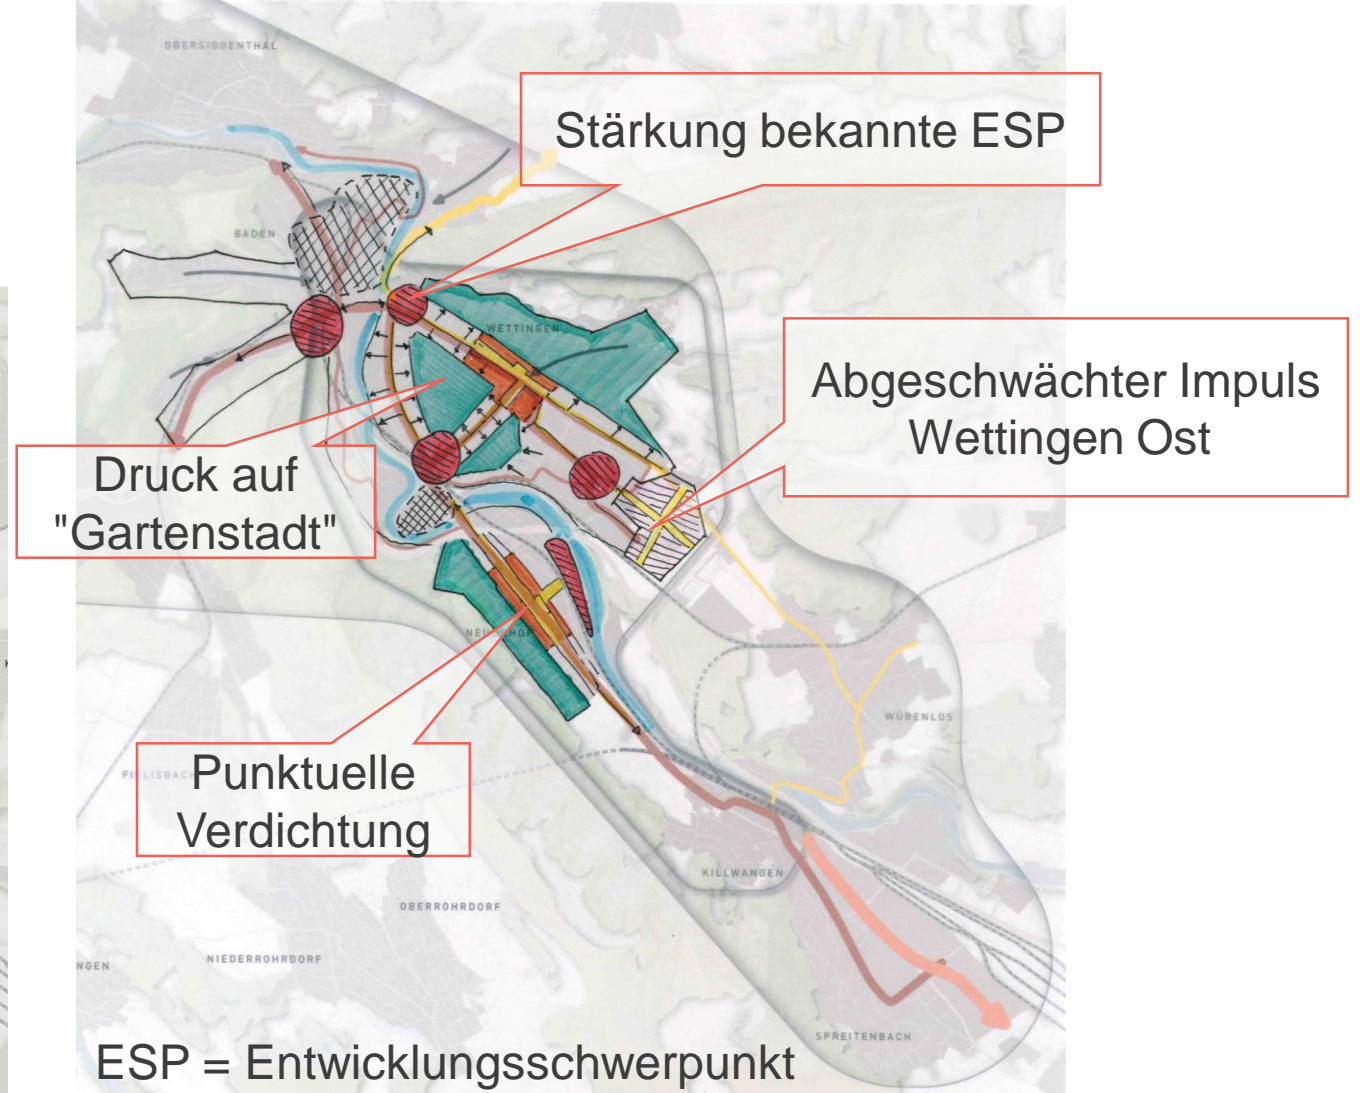 OBERSIGGENTHAL
Stärkung bekannte ESP
BADEN
WETTINGEN
Abgeschwächter Impuls
Wettingen Ost
Druck auf
"Gartenstadt"
WÜRENLOS
Punktuelle
Verdichtung
KILLWANGEN
OBERROHRDORF
NIEDERROHRDORF
NGEN
SPREITENBACH
ESP = Entwicklungsschwerpunkt